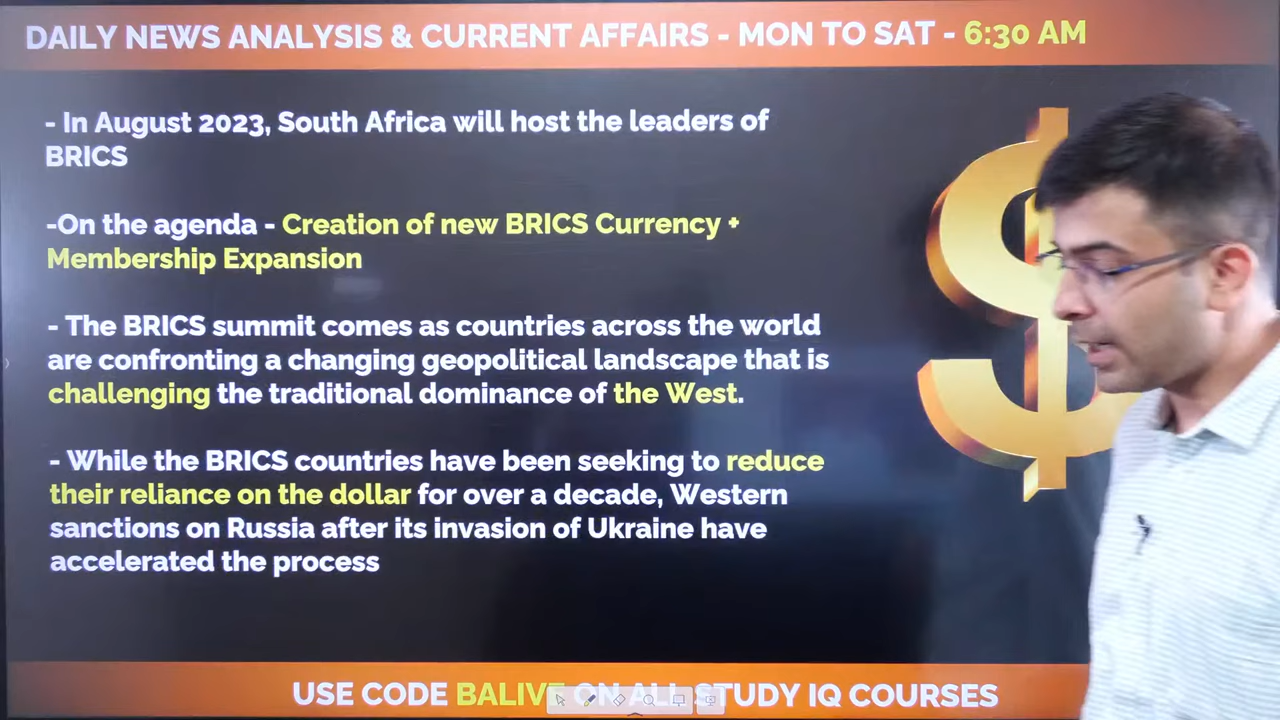 DAILY NEWS ANALYSIS & CURRENT AFFAIRS - MON TO SAT - 6:30 AM
- In August 2023, South Africa will host the leaders of
BRICS
-On the agenda - Creation of new BRICS Currency +
Membership Expansion
- The BRICS summit comes as countries across the world
are confronting a changing geopolitical landscape that is
challenging the traditional dominance of the West.
- While the BRICS countries have been seeking to reduce
their reliance on the dollar for over a decade, Western
sanctions on Russia after its invasion of Ukraine have
accelerated the process
USE CODE BALIVE ON ALL STUDY IQ COURSES